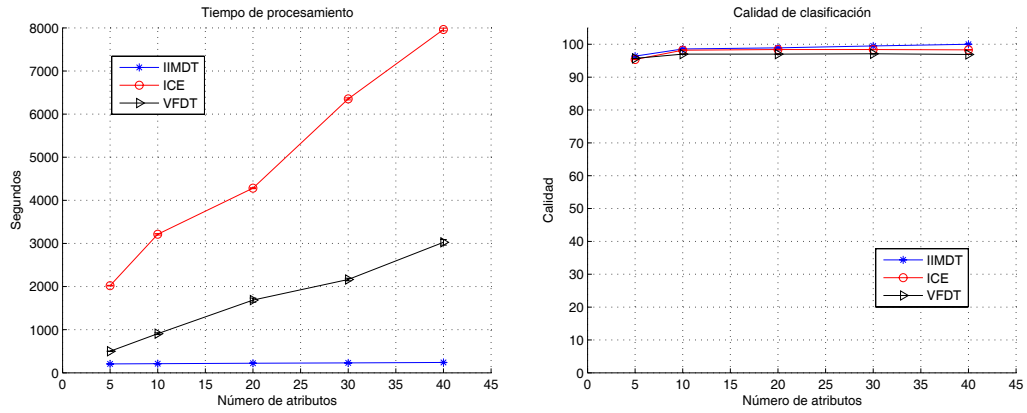 Tiempo de procesamiento
8000
7000
6000
5000
4000
3000
2000
1000
0
Segundos
IIMDT
ICE
VFDT
0 5 10 15 20 25 30 35 40 45
Número de atributos
Calidad de clasificación
100
90
80
70
60
50
40
30
20
10
0
Calidad
IIMDT
ICE
VFDT
0 5 10 15 20 25 30 35 40 45
Número de atributos